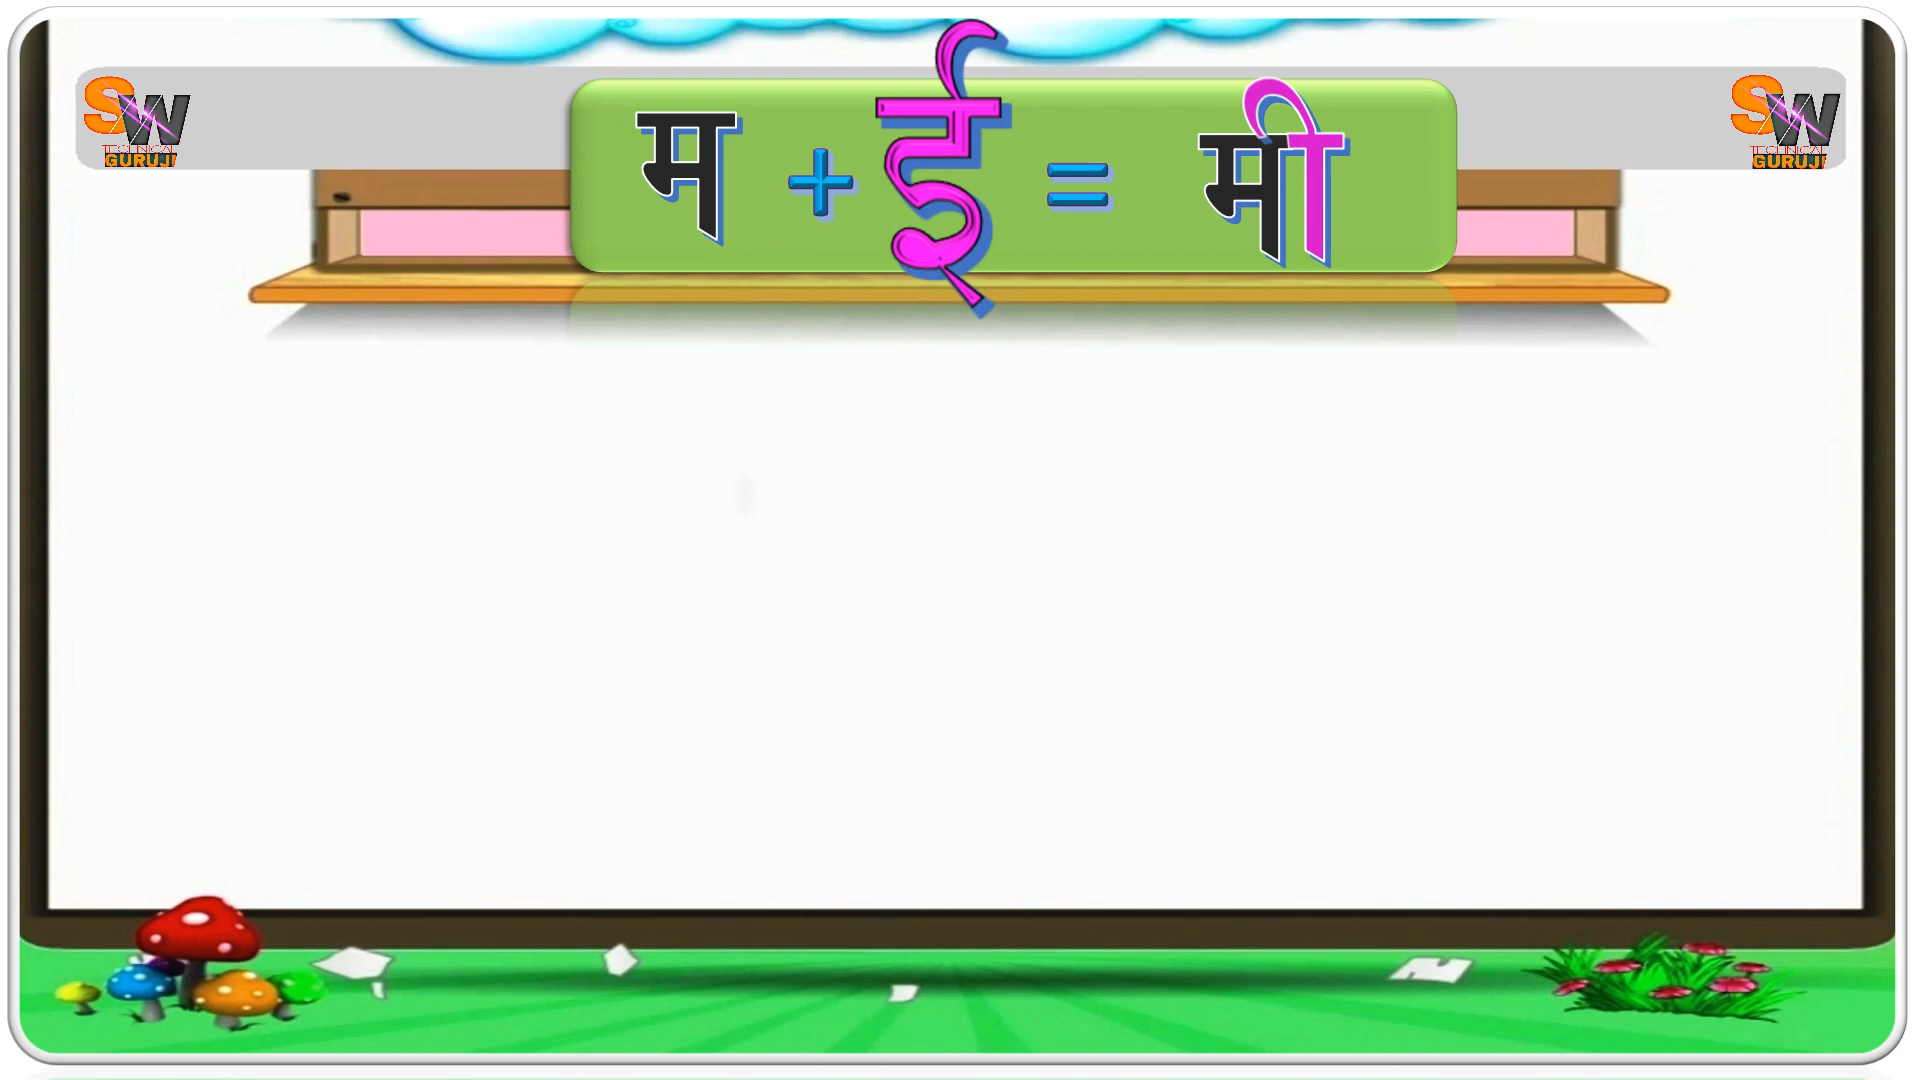 SW
TECHNICAL
GURUJI
म + ई = मी
SW
TECHNICAL
GURUJI